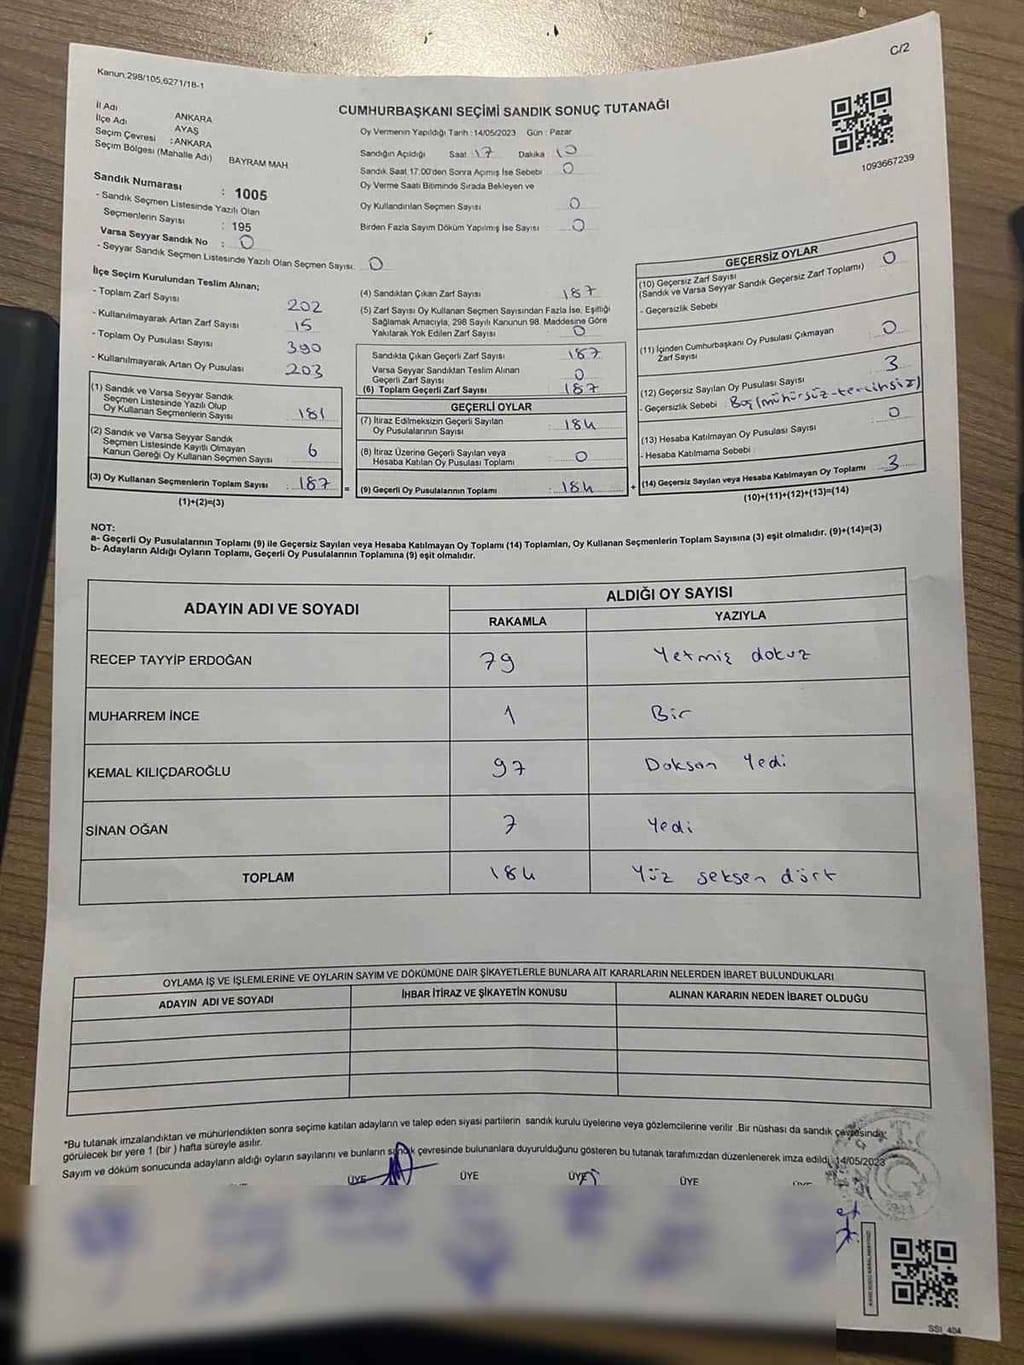 C/2
Kanun;298/105,6271/18-1
CUMHURBAŞKANI SEÇİMİ SANDIK SONUÇ TUTANAĞI
İl Adı ANKARA
İlçe Adı AYAŞ
Seçim Çevresi : ANKARA
Seçim Bölgesi (Mahalle Adı) BAYRAM MAH
Sandık Numarası : 1005
- Sandık Seçmen Listesinde Yazılı Olan
Seçmenlerin Sayısı : 195
Varsa Seyyar Sandık No : 0
- Seyyar Sandık Seçmen Listesinde Yazılı Olan Seçmen Sayısı: 0
Oy Vermenin Yapıldığı Tarih : 14/05/2023 Gün : Pazar
Sandığın Açıldığı Saat 17 Dakika 10
Sandık Saat 17:00'den Sonra Açımış İse Sebebi 0
Oy Verme Saati Bitiminde Sırada Bekleyen ve
Oy Kullandırılan Seçmen Sayısı 0
Birden Fazla Sayım Döküm Yapılmış İse Sayısı : 0
1093667239
İlçe Seçim Kurulundan Teslim Alınan;
- Toplam Zarf Sayısı 202
- Kullanılmayarak Artan Zarf Sayısı 15
- Toplam Oy Pusulası Sayısı 390
- Kullanılmayarak Artan Oy Pusulası 203
(1) Sandık ve Varsa Seyyar Sandık
Seçmen Listesinde Yazılı Olup
Oy Kullanan Seçmenlerin Sayısı : 181
(2) Sandık ve Varsa Seyyar Sandık
Seçmen Listesinde Kayıtlı Olmayan
Kanun Gereği Oy Kullanan Seçmen Sayısı 6
(3) Oy Kullanan Seçmenlerin Toplam Sayısı : 187 =
(1)+(2)=(3)
(4) Sandıktan Çıkan Zarf Sayısı 187
(5) Zarf Sayısı Oy Kullanan Seçmen Sayısından Fazla İse, Eşitliği
Sağlamak Amacıyla, 298 Sayılı Kanunun 98. Maddesine Göre
Yakılarak Yok Edilen Zarf Sayısı 0
Sandıkta Çıkan Geçerli Zarf Sayısı : 187
Varsa Seyyar Sandıktan Teslim Alınan
Geçerli Zarf Sayısı 0
(6) Toplam Geçerli Zarf Sayısı : 187
GEÇERLİ OYLAR
(7) İtiraz Edilmeksizin Geçerli Sayılan
Oy Pusulalarının Sayısı : 184
(8) İtiraz Üzerine Geçerli Sayılan veya
Hesaba Katılan Oy Pusulası Toplamı : 0
(9) Geçerli Oy Pusulalarının Toplamı : 184 +
GEÇERSİZ OYLAR
(10) Geçersiz Zarf Sayısı
(Sandık ve Varsa Seyyar Sandık Geçersiz Zarf Toplamı) 0
- Geçersizlik Sebebi
(11) İçinden Cumhurbaşkanı Oy Pusulası Çıkmayan
Zarf Sayısı 0
(12) Geçersiz Sayılan Oy Pusulası Sayısı 3
- Geçersizlik Sebebi Boş (mühürsüz-tercihsiz)
(13) Hesaba Katılmayan Oy Pusulası Sayısı 0
- Hesaba Katılmama Sebebi
(14) Geçersiz Sayılan veya Hesaba Katılmayan Oy Toplamı 3
(10)+(11)+(12)+(13)=(14)
NOT:
a- Geçerli Oy Pusulalarının Toplamı (9) ile Geçersiz Sayılan veya Hesaba Katılmayan Oy Toplamı (14) Toplamları, Oy Kullanan Seçmenlerin Toplam Sayısına (3) eşit olmalıdır. (9)+(14)=(3)
b- Adayların Aldığı Oyların Toplamı, Geçerli Oy Pusulalarının Toplamına (9) eşit olmalıdır.
ADAYIN ADI VE SOYADI ALDIĞI OY SAYISI
RAKAMLA YAZIYLA
RECEP TAYYİP ERDOĞAN 79 Yetmiş dokuz
MUHARREM İNCE 1 Bir
KEMAL KILIÇDAROĞLU 97 Doksan Yedi
SİNAN OĞAN 7 Yedi
TOPLAM 184 Yüz seksen dört
OYLAMA İŞ VE İŞLEMLERİNE VE OYLARIN SAYIM VE DÖKÜMÜNE DAİR ŞİKAYETLERLE BUNLARA AİT KARARLARIN NELERDEN İBARET BULUNDUKLARI
ADAYIN ADI VE SOYADI İHBAR İTİRAZ VE ŞİKAYETİN KONUSU ALINAN KARARIN NEDEN İBARET OLDUĞU
*Bu tutanak imzalandıktan ve mühürlendikten sonra seçime katılan adayların ve talep eden siyasi partilerin sandık kurulu üyelerine veya gözlemcilerine verilir. Bir nüshası da sandık çevresinde
görülecek bir yere 1 (bir) hafta süreyle asılır.
Sayım ve döküm sonucunda adayların aldığı oyların sayılarını ve bunların sandık çevresinde bulunanlara duyurulduğunu gösteren bu tutanak tarafımızdan düzenlenerek imza edildi. 14/05/2023
ÜYE ÜYE ÜYE ÜYE